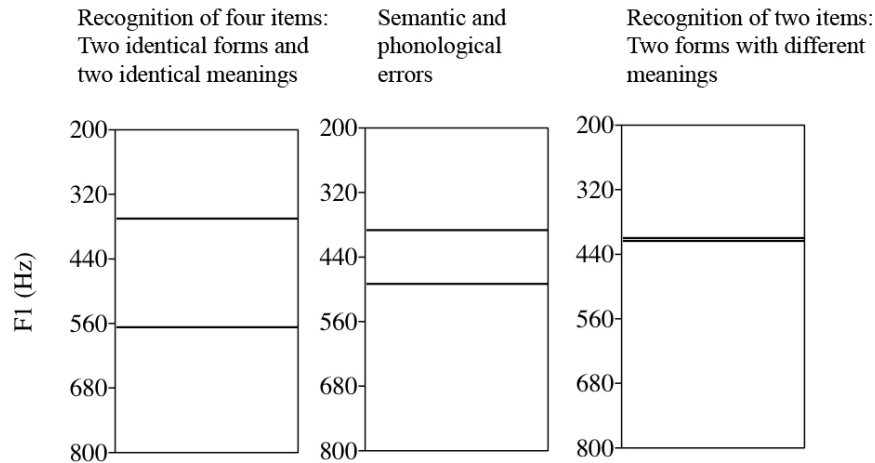 Recognition of four items:
Two identical forms and
two identical meanings
Semantic and
phonological
errors
Recognition of two items:
Two forms with different
meanings
F1 (Hz)
200
320
440
560
680
800
200
320
440
560
680
800
200
320
440
560
680
800